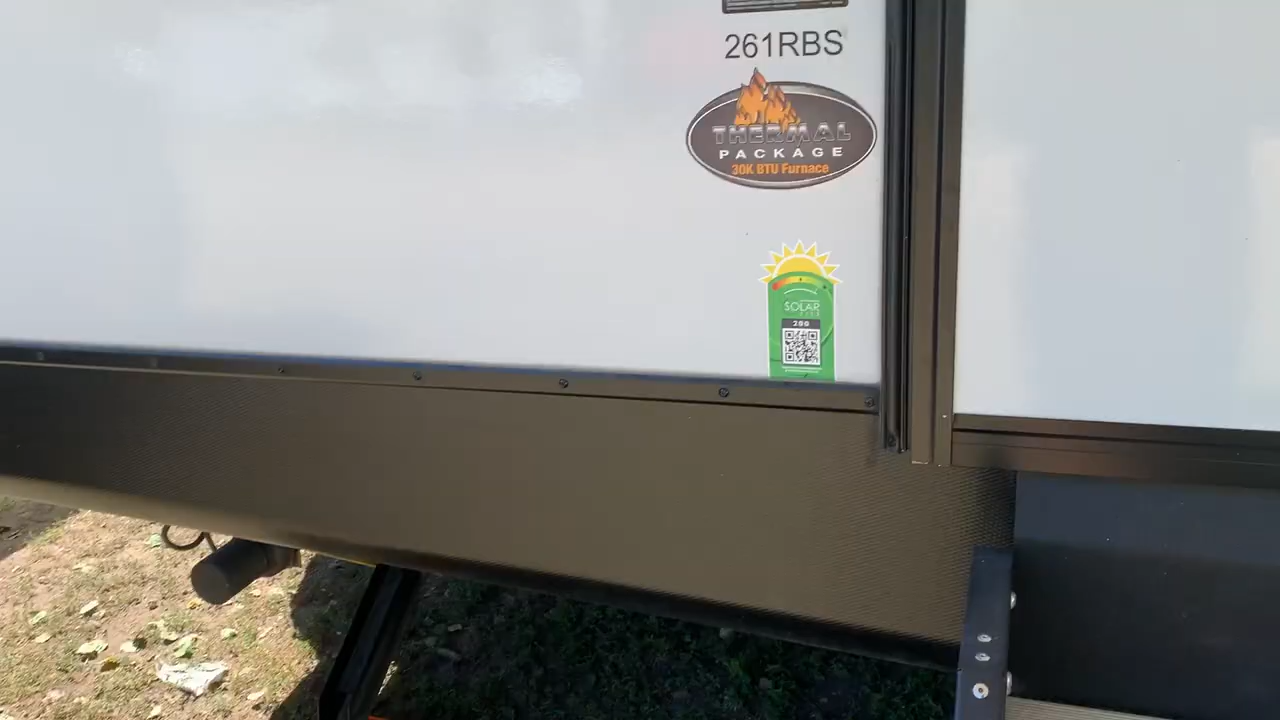 261RBS
THERMAL
PACKAGE
30K BTU Furnace
SOLAR
200